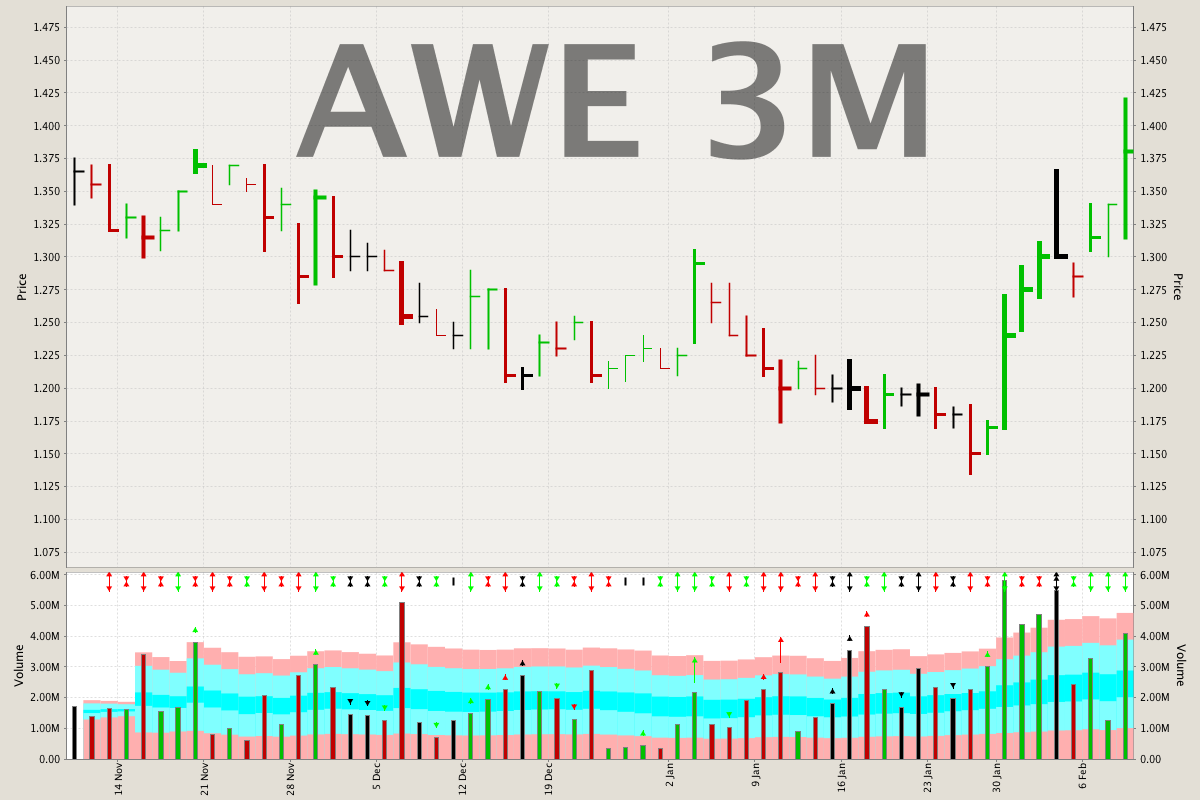 AWE 3M
1.475 1.475
1.450 1.450
1.425 1.425
1.400 1.400
1.375 1.375
1.350 1.350
1.325 1.325
1.300 1.300
Price Price
1.275 1.275
1.250 1.250
1.225 1.225
1.200 1.200
1.175 1.175
1.150 1.150
1.125 1.125
1.100 1.100
1.075 1.075
6.00M 6.00M
5.00M 5.00M
4.00M 4.00M
Volume Volume
3.00M 3.00M
2.00M 2.00M
1.00M 1.00M
0.00 0.00
14 Nov 21 Nov 28 Nov 5 Dec 12 Dec 19 Dec 2 Jan 9 Jan 16 Jan 23 Jan 30 Jan 6 Feb